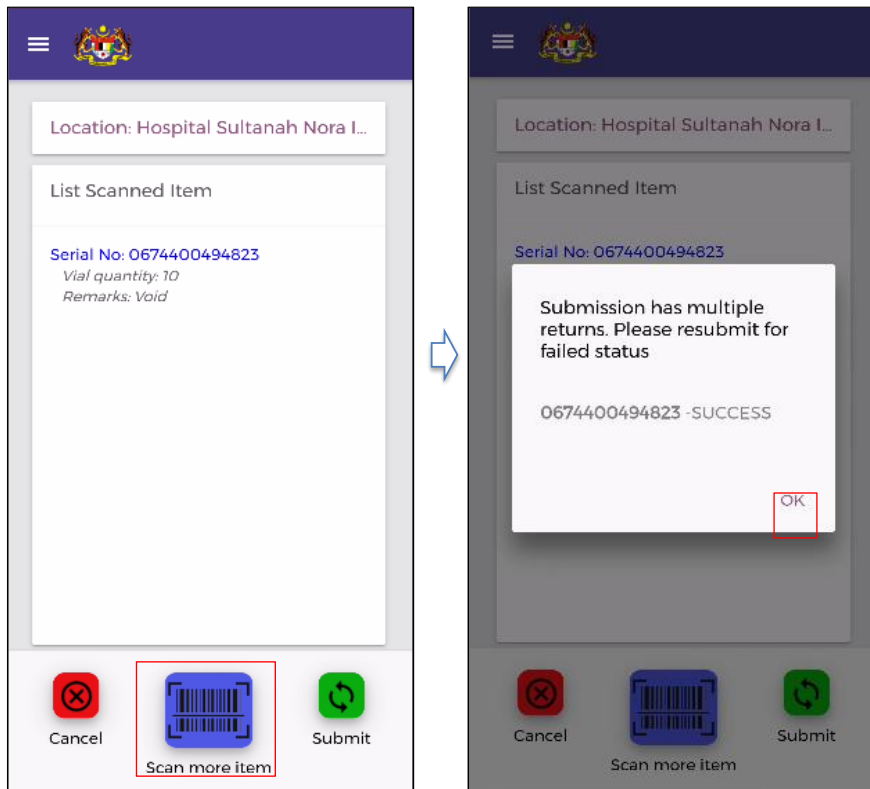 Location: Hospital Sultanah Nora I...
List Scanned Item
Serial No: 0674400494823
Vial quantity: 10
Remarks: Void
Cancel
Scan more item
Submit
Location: Hospital Sultanah Nora I...
List Scanned Item
Serial No: 0674400494823
Submission has multiple
returns. Please resubmit for
failed status
0674400494823 -SUCCESS
OK
Cancel
Scan more item
Submit